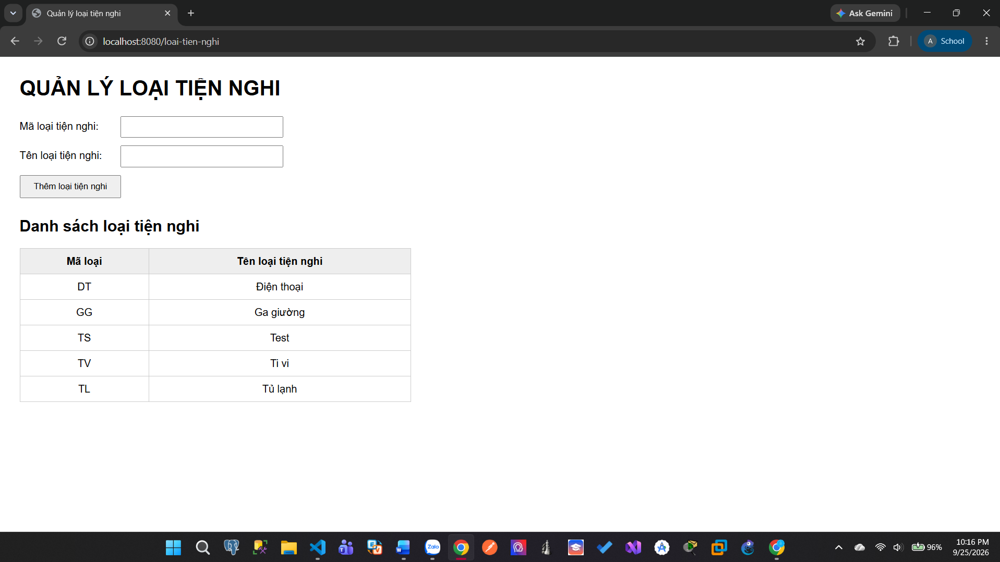 Quản lý loại tiện nghi
Ask Gemini
localhost:8080/loai-tien-nghi
A School
QUẢN LÝ LOẠI TIỆN NGHI
Mã loại tiện nghi:
Tên loại tiện nghi:
Thêm loại tiện nghi
Danh sách loại tiện nghi
Mã loại Tên loại tiện nghi
DT Điện thoại
GG Ga giường
TS Test
TV Ti vi
TL Tủ lạnh
Zalo
96%
10:16 PM
9/25/2026